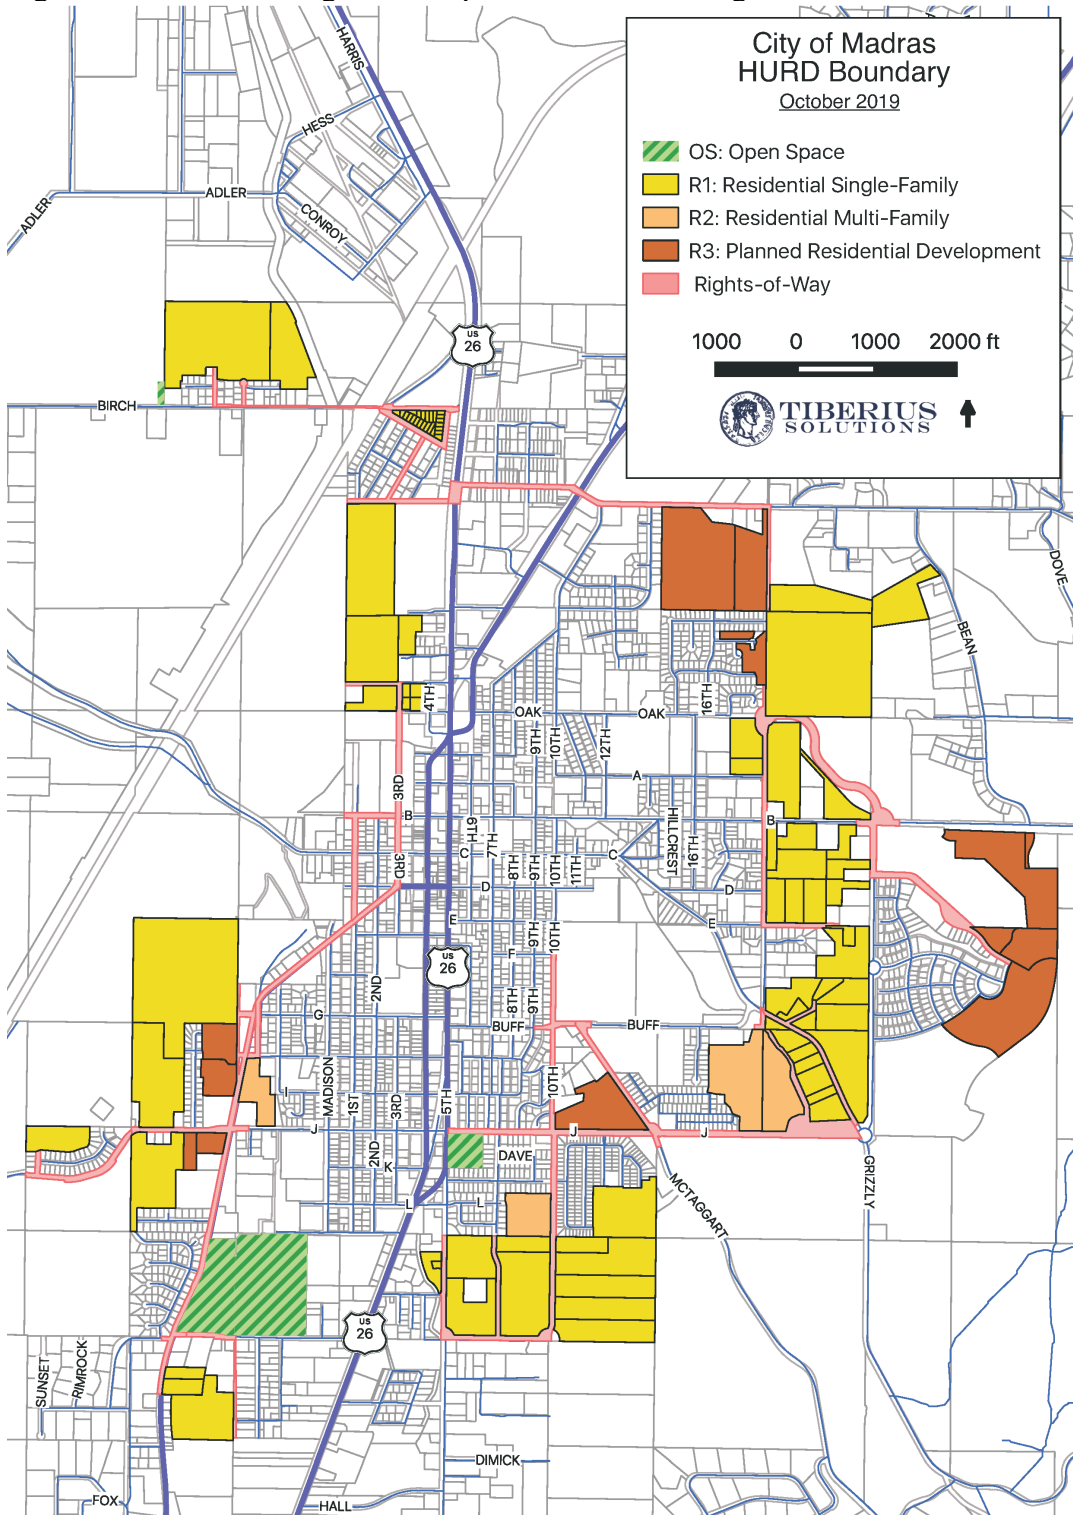 City of Madras
HURD Boundary
October 2019
OS: Open Space
R1: Residential Single-Family
R2: Residential Multi-Family
R3: Planned Residential Development
Rights-of-Way
1000 0 1000 2000 ft
TIBERIUS
SOLUTIONS
HARRIS
HESS
ADLER
ADLER
CONROY
US
26
BIRCH
DOVE
BEAN
4TH
16TH
OAK
OAK
9TH
10TH
12TH
A
3RD
B
B
6TH
7TH
HILLCREST
16TH
C
C
3RD
8TH
9TH
10TH
11TH
D
D
E
E
9TH
10TH
F
US
26
2ND
8TH
9TH
G
BUFF
BUFF
MADISON
I
1ST
3RD
5TH
10TH
J
J
J
2ND
K
DAVE
L
L
MCTAGGART
GRIZZLY
US
26
SUNSET
RIMROCK
DIMICK
FOX
HALL